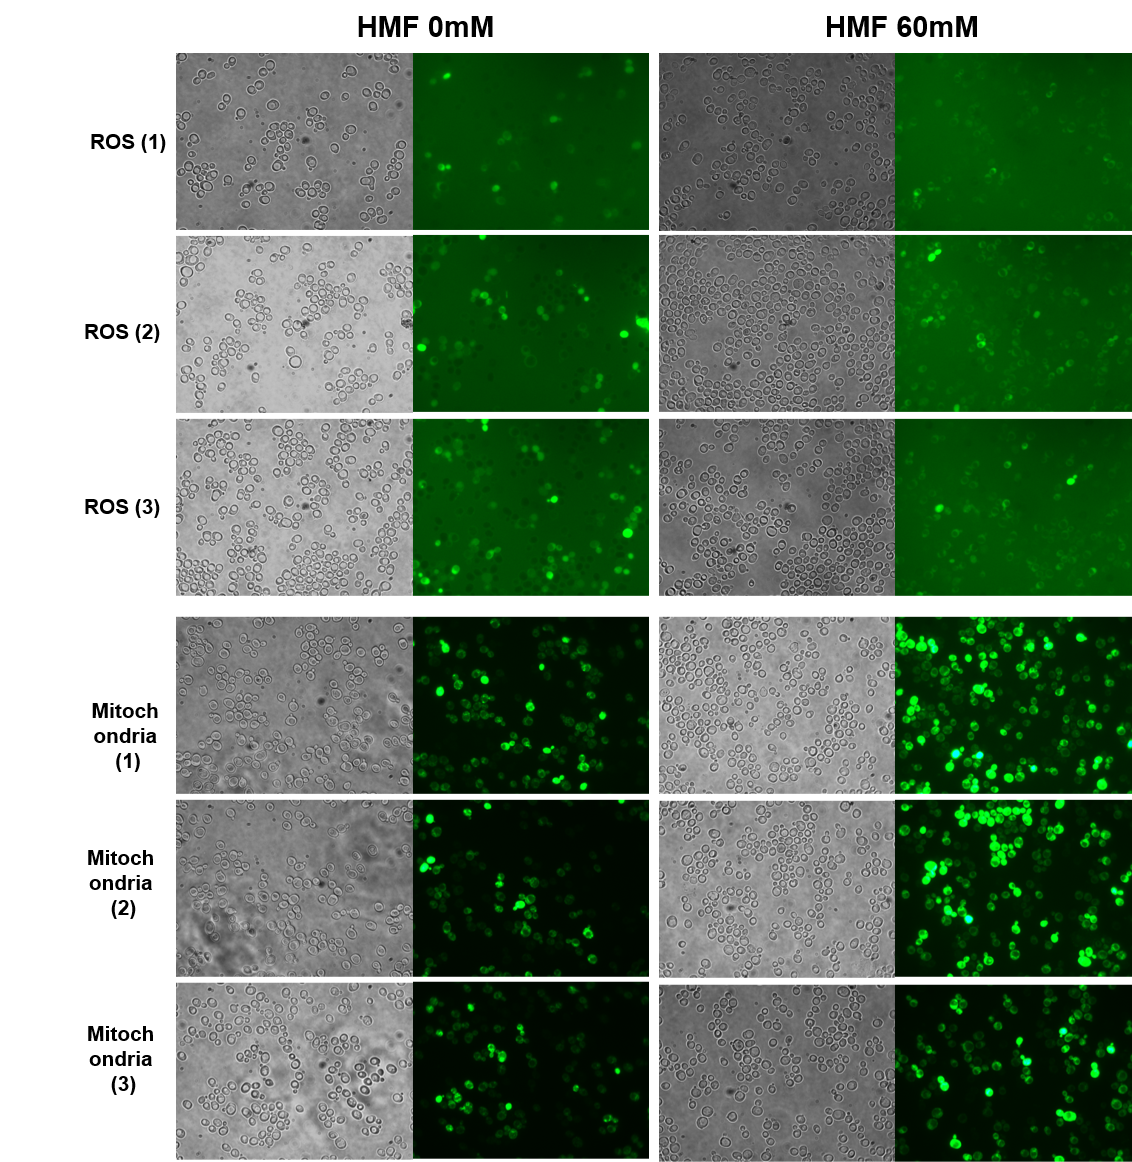 HMF 0mM
HMF 60mM
ROS (1)
ROS (2)
ROS (3)
Mitoch
ondria
(1)
Mitoch
ondria
(2)
Mitoch
ondria
(3)